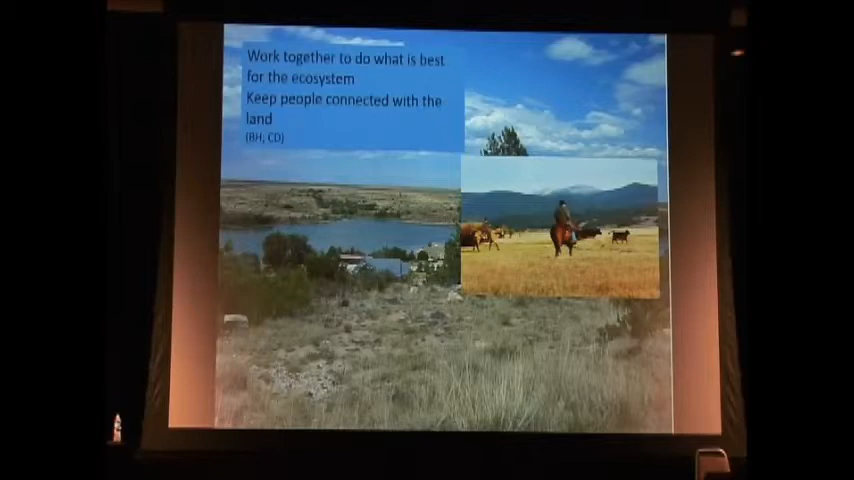 Work together to do what is best
for the ecosystem
Keep people connected with the
land
(BH; CD)